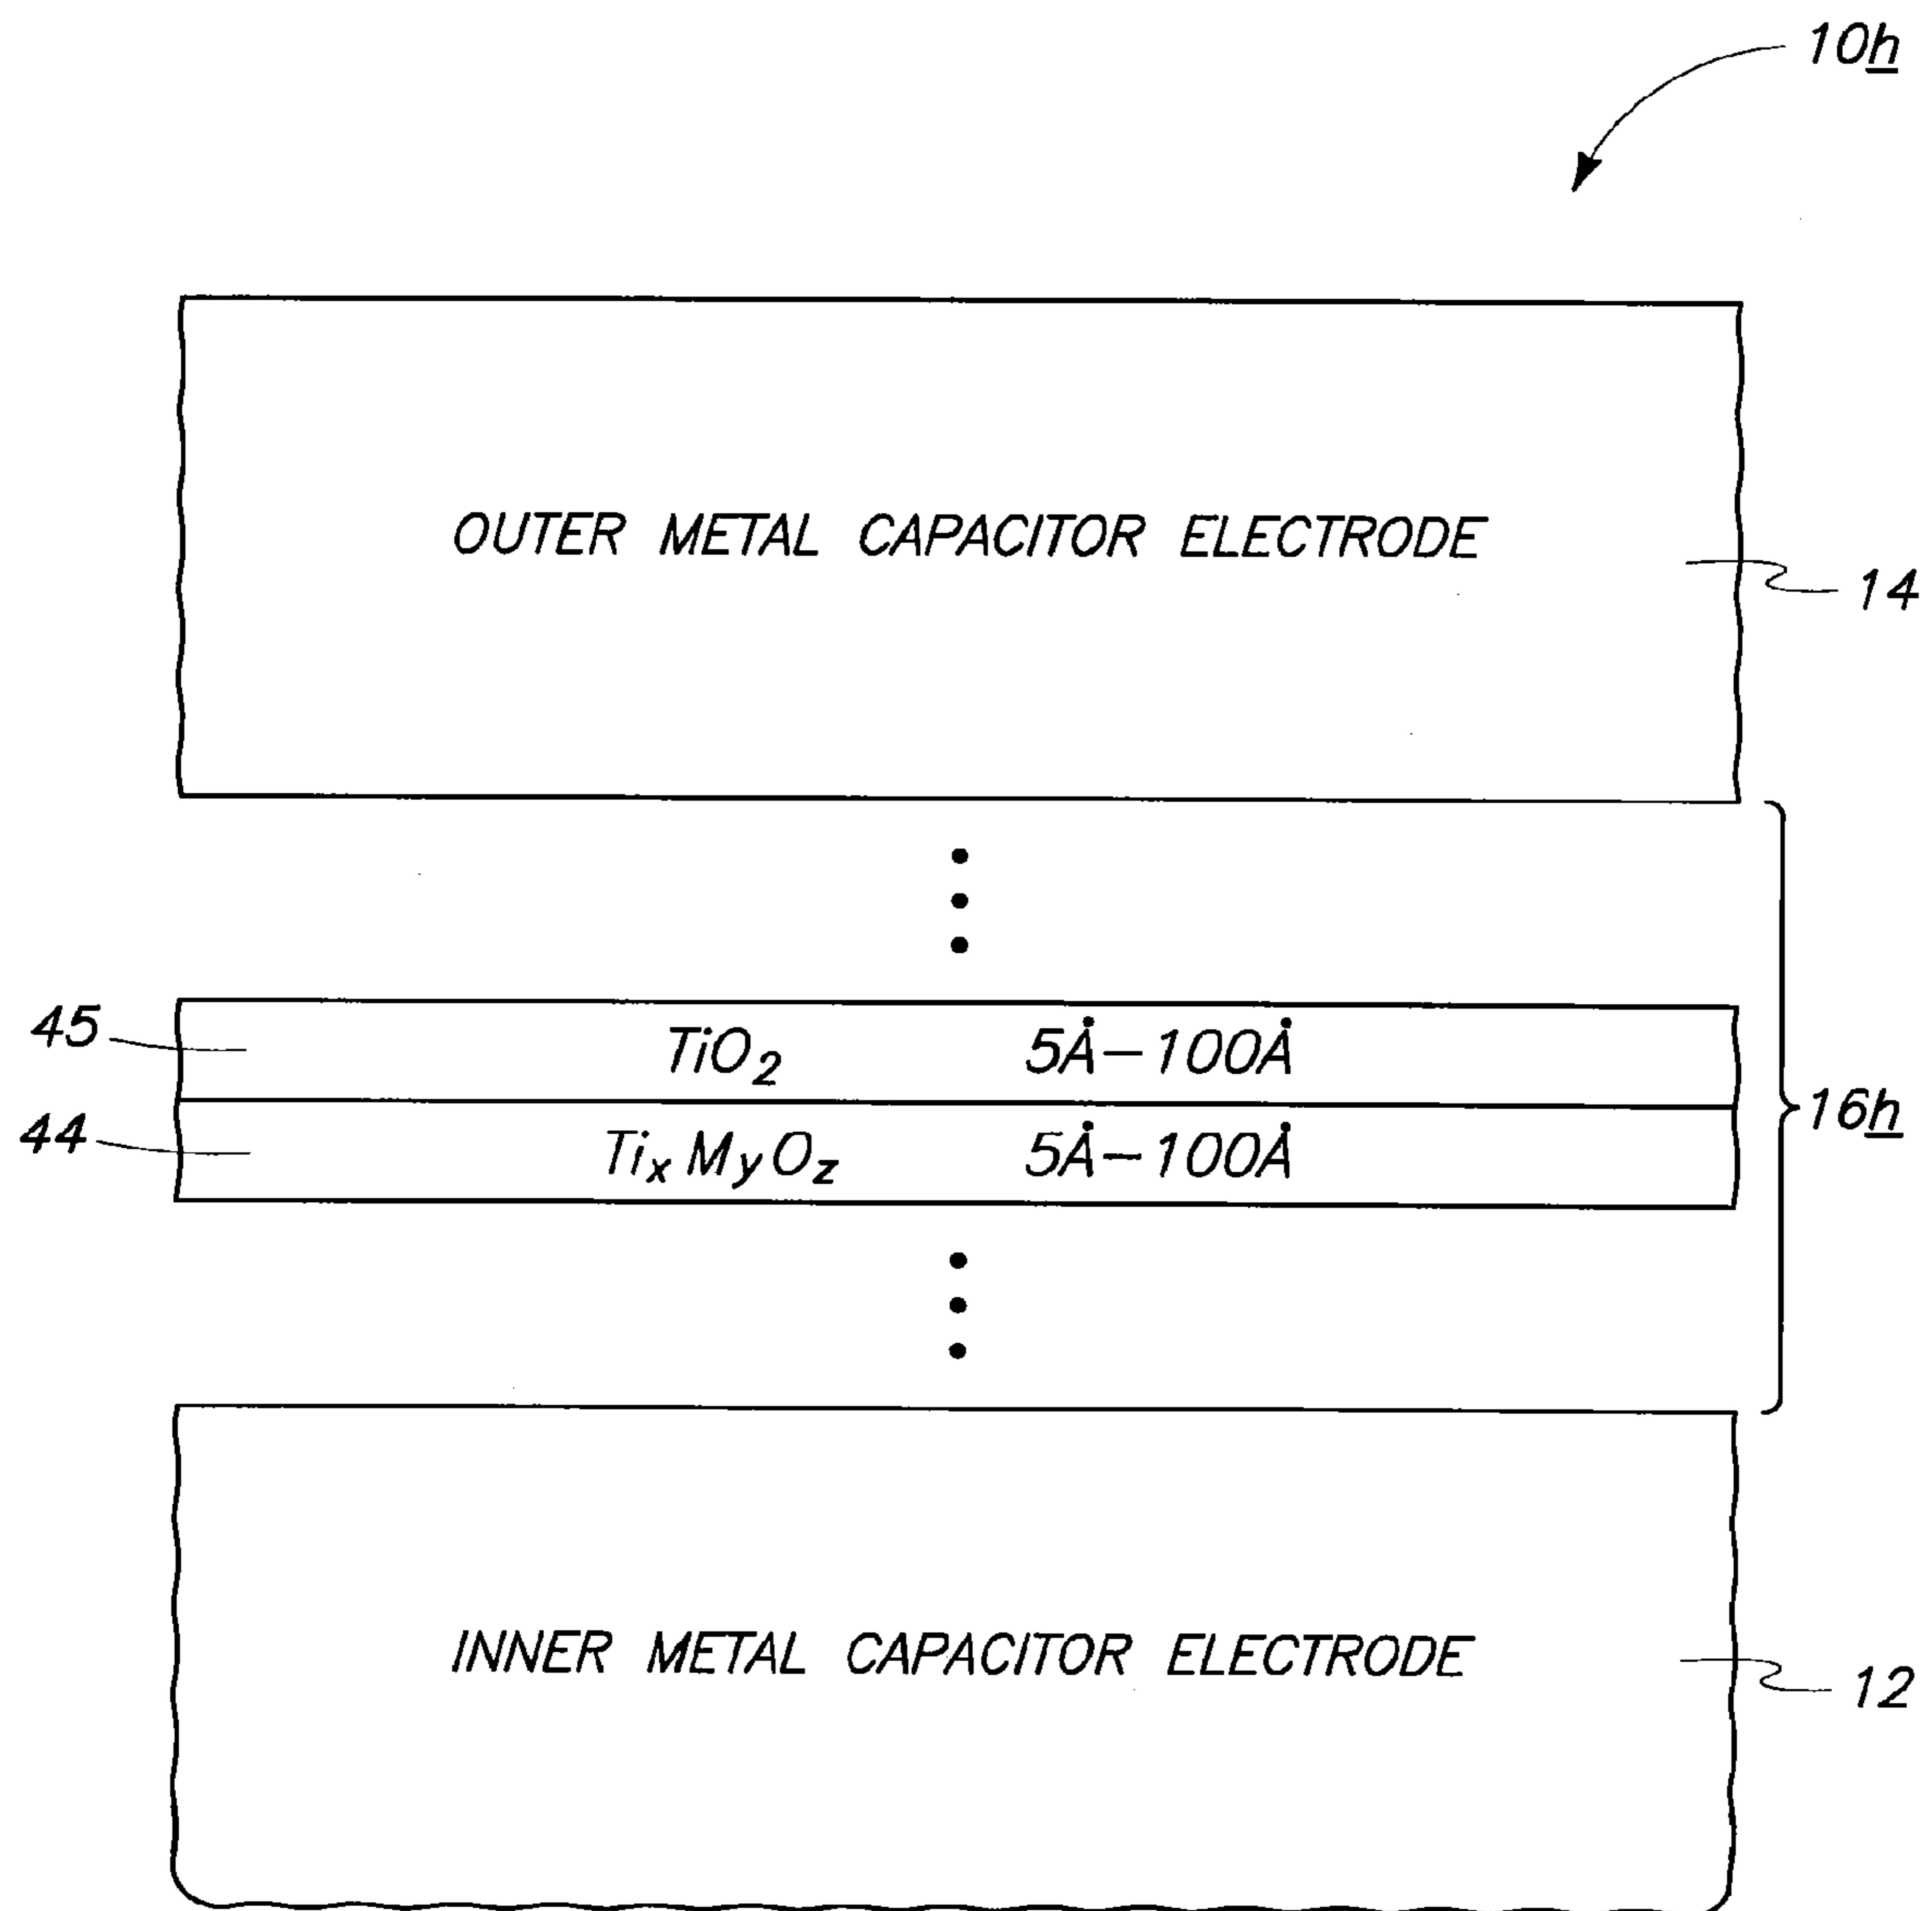 10h
OUTER METAL CAPACITOR ELECTRODE
14
45
TiO2 5Å–100Å
16h
44
TixMyOz 5Å–100Å
INNER METAL CAPACITOR ELECTRODE
12